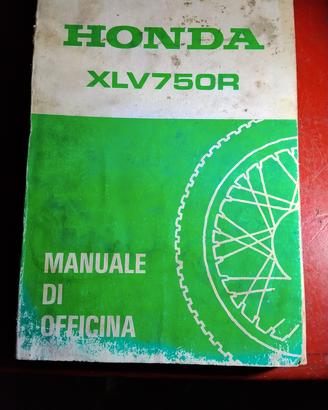 HONDA
XLV750R
MANUALE
DI
OFFICINA